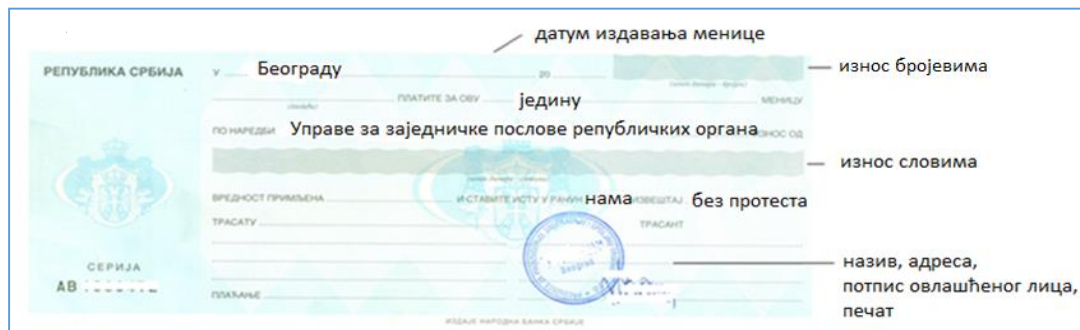 датум издавања менице
РЕПУБЛИКА СРБИЈА
у Београду 20
износ бројевима
ПЛАТИТЕ ЗА ОВУ једину МЕНИЦУ
ПО НАРЕДБИ Управе за заједничке послове републичких органа ИЗНОС ОД
износ словима
ВРЕДНОСТ ПРИМЉЕНА И СТАВИТЕ ИСТУ У РАЧУН нама ИЗВЕШТАЈ без протеста
ТРАСАТУ ТРАСАНТ
СЕРИЈА
АВ
назив, адреса,
потпис овлашћеног лица,
печат
ПЛАЋАЊЕ
ИЗДАЈЕ НАРОДНА БАНКА СРБИЈЕ